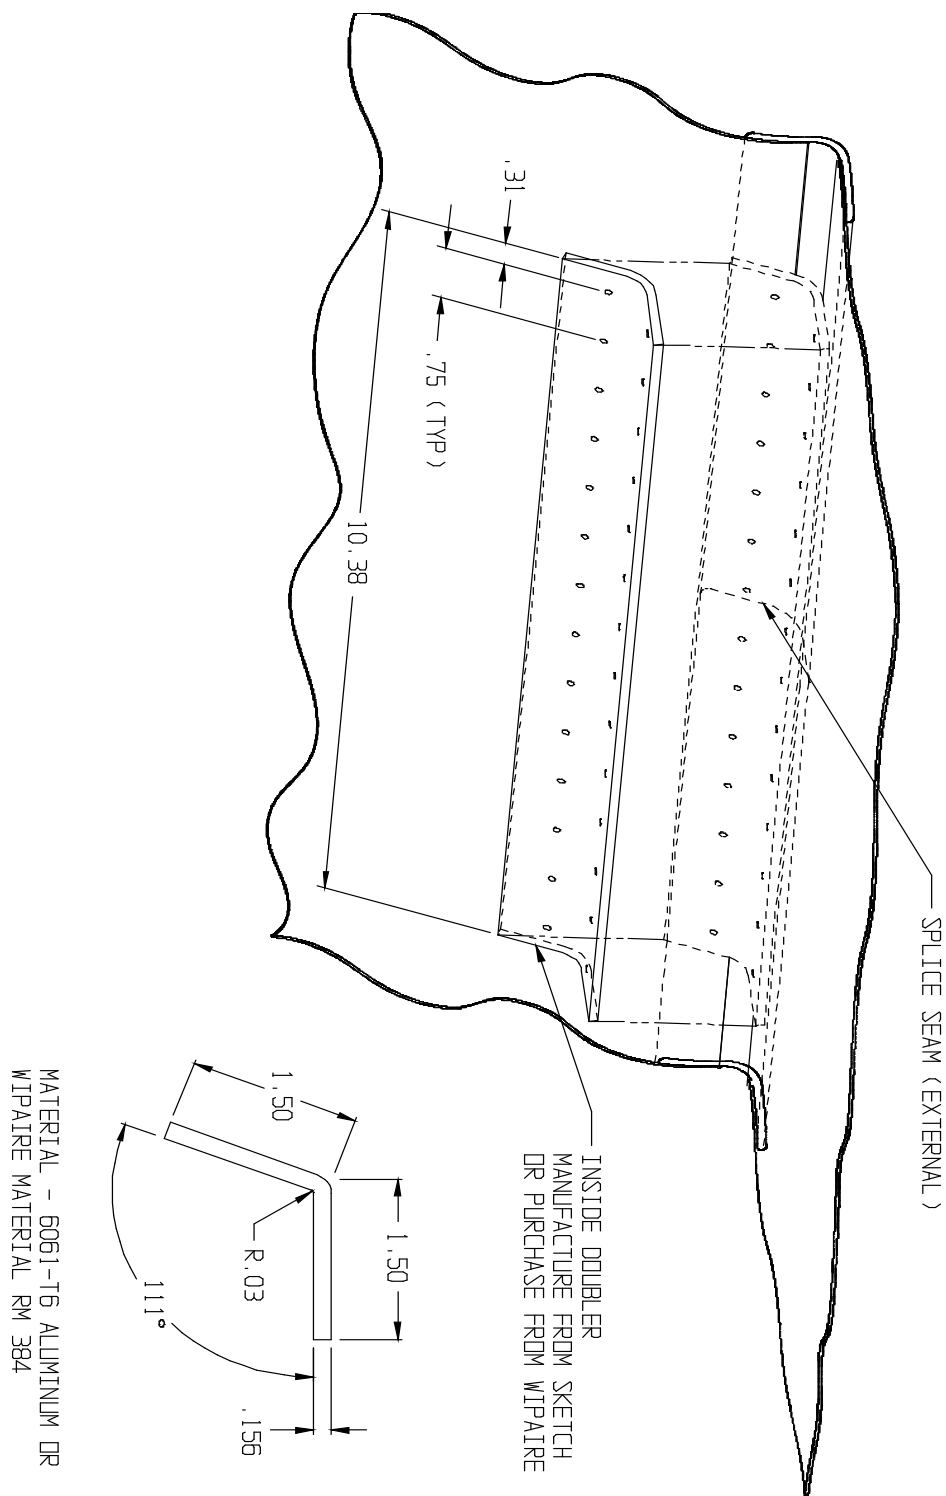 SPLICE SEAM (EXTERNAL)
.31
.75 (TYP)
10.38
INSIDE DOUBLER
MANUFACTURE FROM SKETCH
OR PURCHASE FROM WIPAIRE
1.50
1.50
R.03
111°
.156
MATERIAL - 6061-T6 ALUMINUM OR
WIPAIRE MATERIAL RM 384